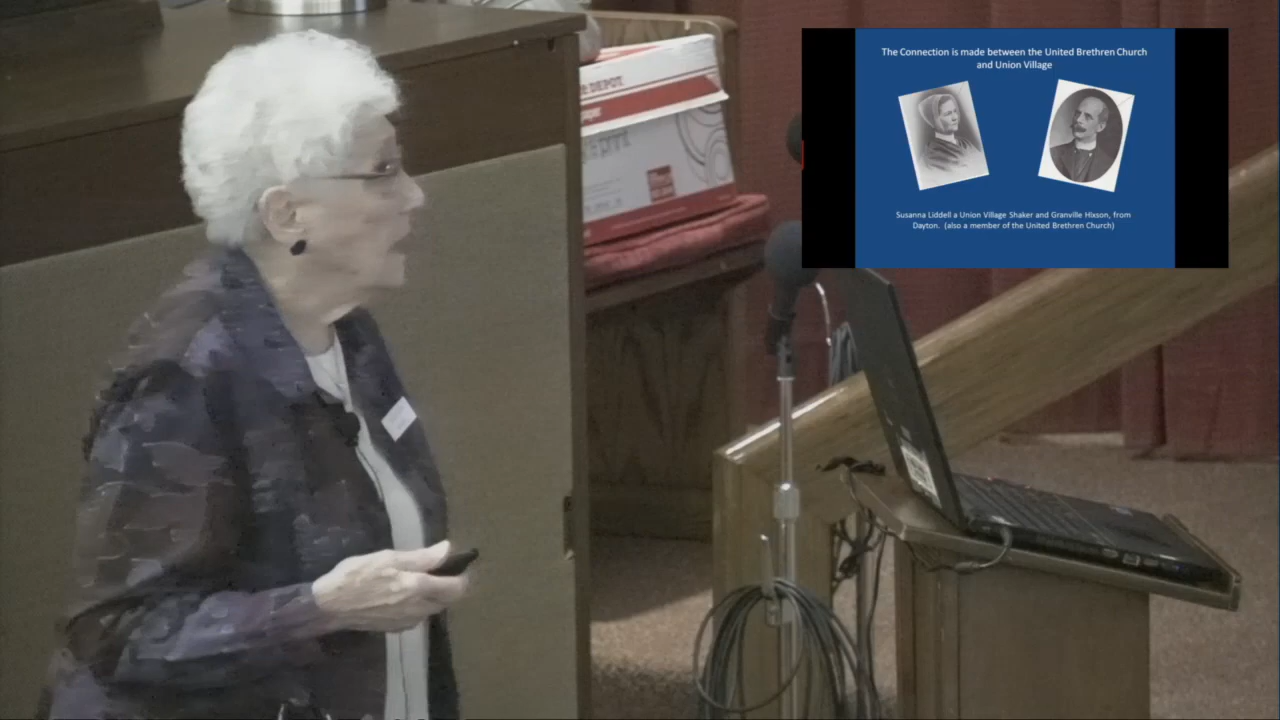 The Connection is made between the United Brethren Church
and Union Village
Susanna Liddell a Union Village Shaker and Granville Hixson, from
Dayton. (also a member of the United Brethren Church)
DEPOT